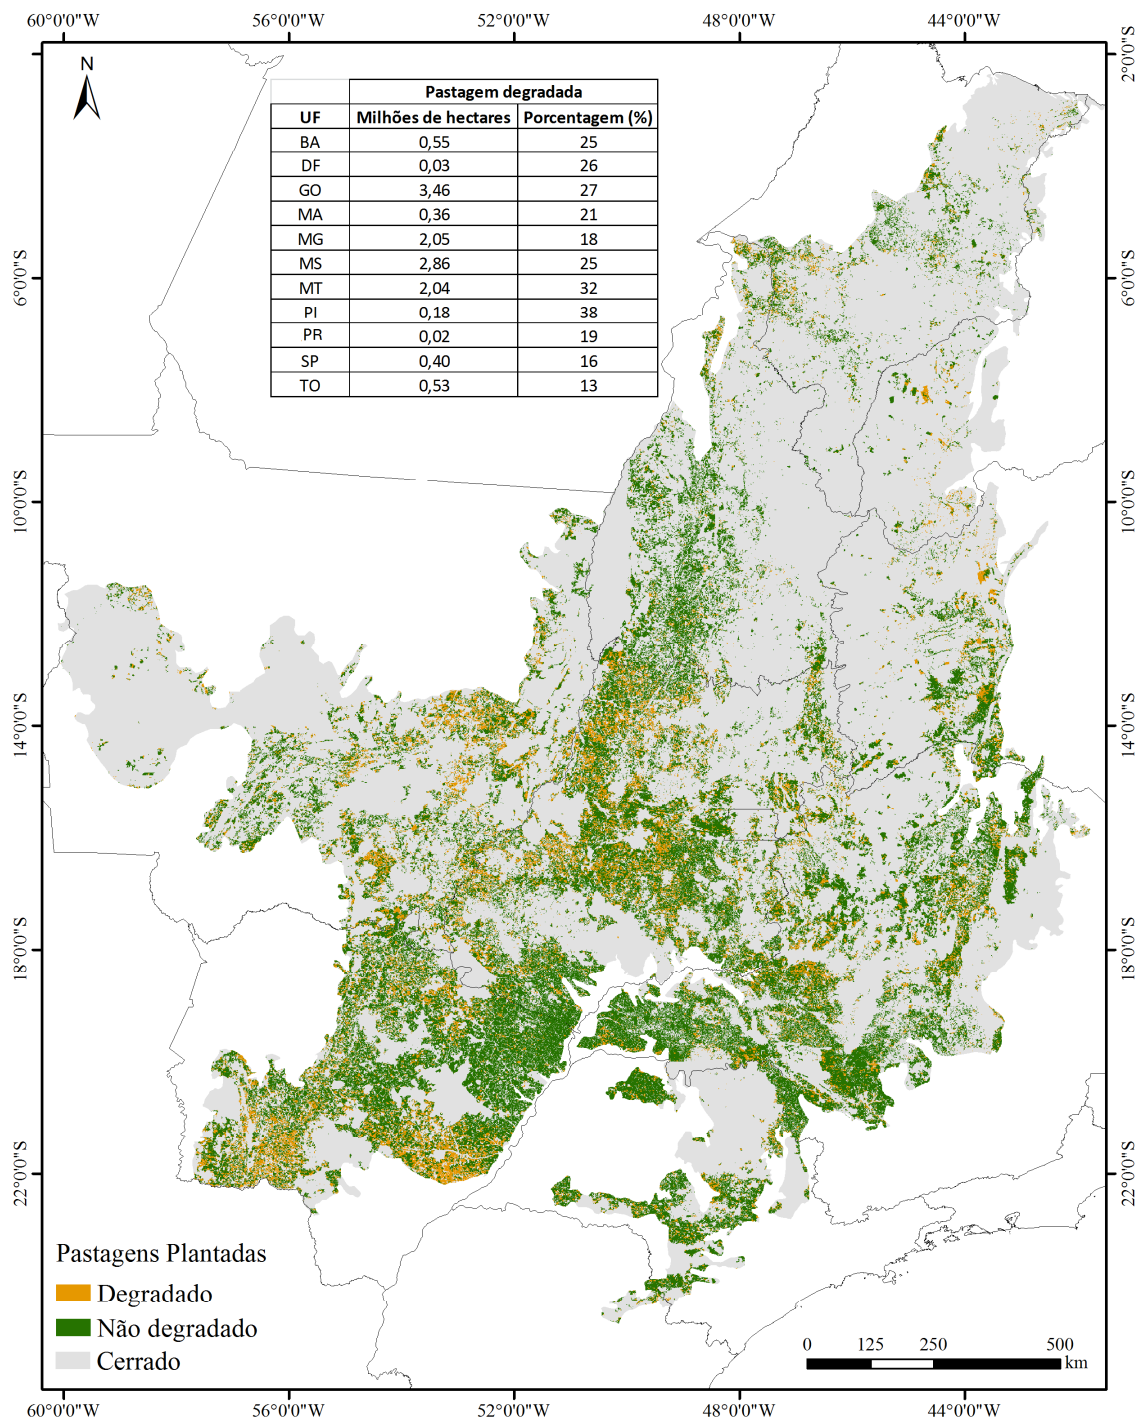 60°0'0"W 56°0'0"W 52°0'0"W 48°0'0"W 44°0'0"W
2°0'0"S 2°0'0"S
N
Pastagem degradada
UF Milhões de hectares Porcentagem (%)
BA 0,55 25
DF 0,03 26
GO 3,46 27
MA 0,36 21
MG 2,05 18
MS 2,86 25
MT 2,04 32
PI 0,18 38
PR 0,02 19
SP 0,40 16
TO 0,53 13
6°0'0"S 6°0'0"S
10°0'0"S 10°0'0"S
14°0'0"S 14°0'0"S
18°0'0"S 18°0'0"S
22°0'0"S 22°0'0"S
Pastagens Plantadas
Degradado
Não degradado
Cerrado
0 125 250 500
km
60°0'0"W 56°0'0"W 52°0'0"W 48°0'0"W 44°0'0"W